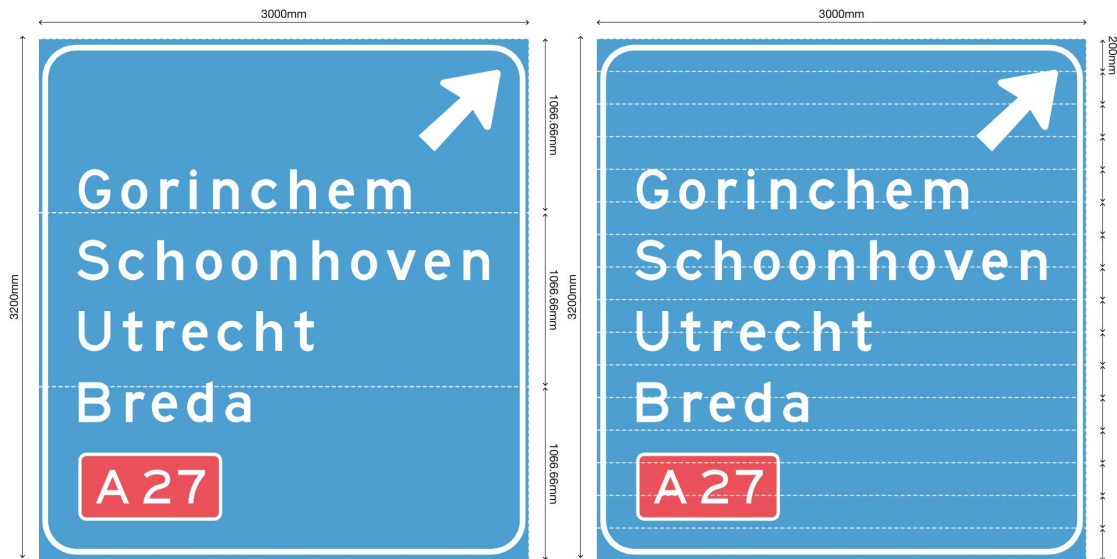 3000mm
3200mm
1066.66mm
1066.66mm
1066.66mm
Gorinchem
Schoonhoven
Utrecht
Breda
A 27
3000mm
3200mm
200mm
Gorinchem
Schoonhoven
Utrecht
Breda
A 27